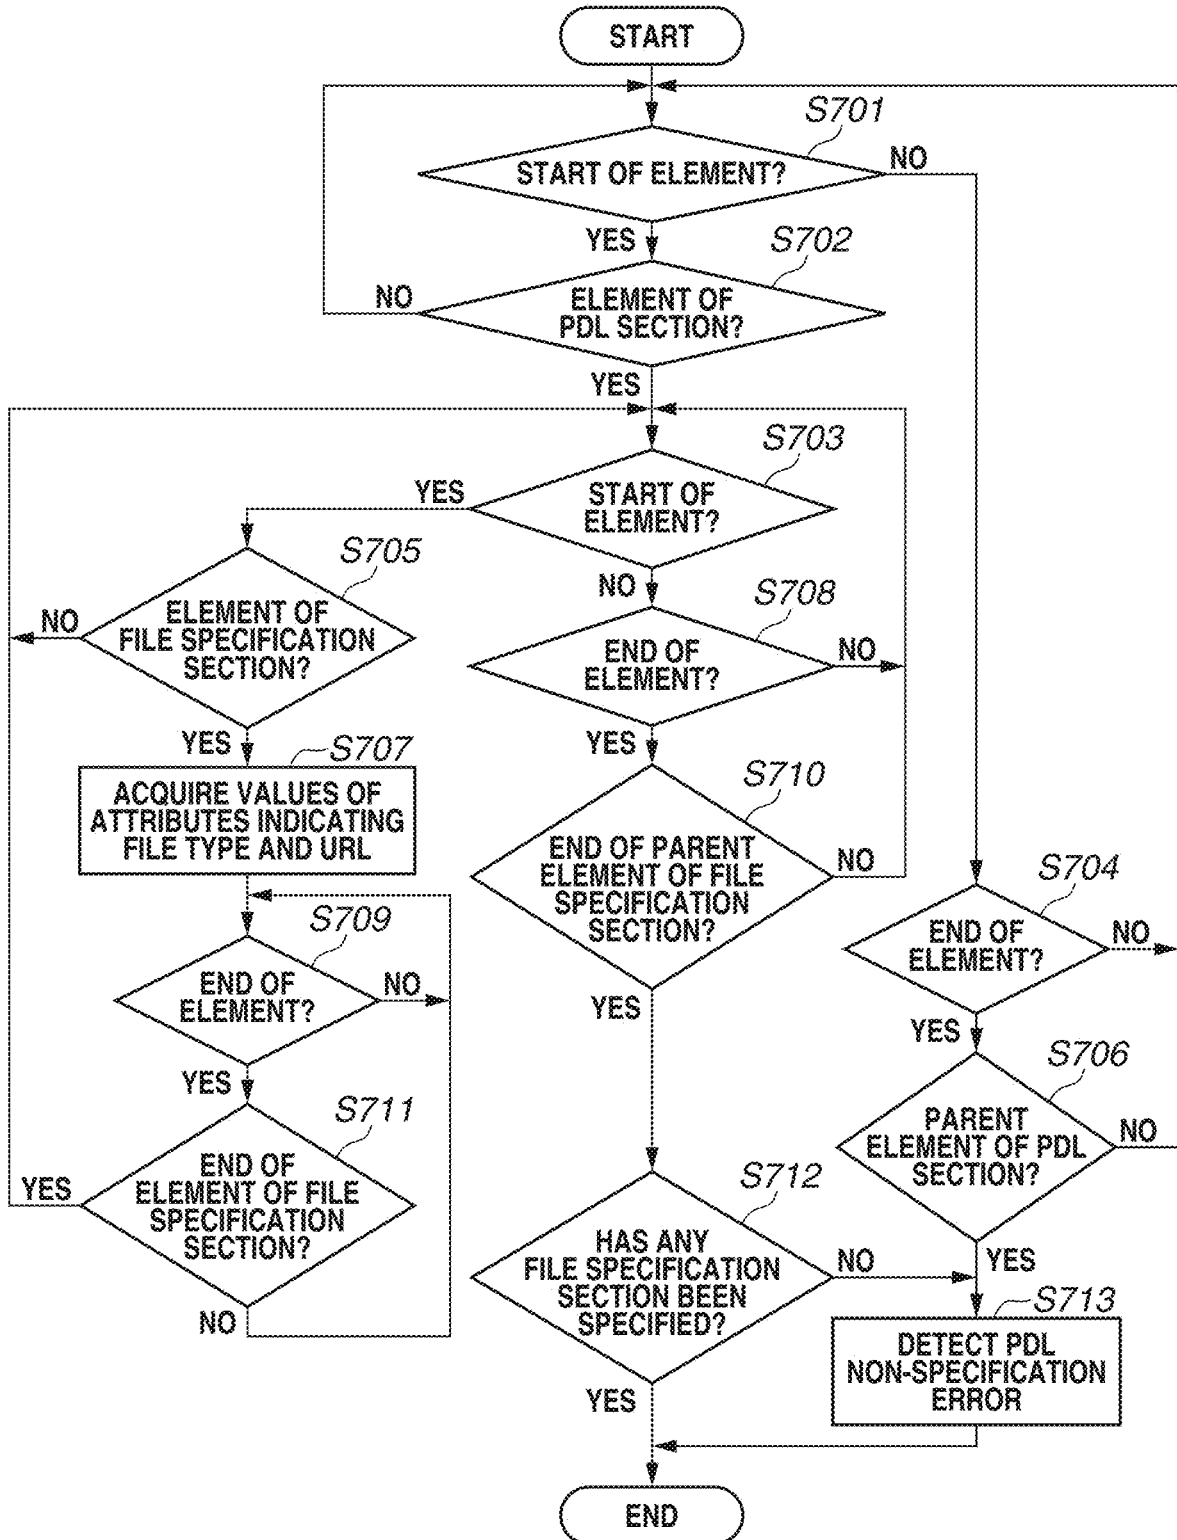 START
S701
START OF ELEMENT?
NO
YES
S702
NO
ELEMENT OF
PDL SECTION?
YES
S703
YES
START OF
ELEMENT?
S705
NO
S708
NO
ELEMENT OF
FILE SPECIFICATION
SECTION?
END OF
ELEMENT?
NO
YES
S707
YES
S710
ACQUIRE VALUES OF
ATTRIBUTES INDICATING
FILE TYPE AND URL
END OF PARENT
ELEMENT OF FILE
SPECIFICATION
SECTION?
NO
S704
S709
END OF
ELEMENT?
NO
END OF
ELEMENT?
NO
YES
YES
S706
YES
S711
PARENT
ELEMENT OF PDL
SECTION?
NO
YES
END OF
ELEMENT OF FILE
SPECIFICATION
SECTION?
S712
HAS ANY
FILE SPECIFICATION
SECTION BEEN
SPECIFIED?
NO
YES
NO
S713
DETECT PDL
NON-SPECIFICATION
ERROR
YES
END